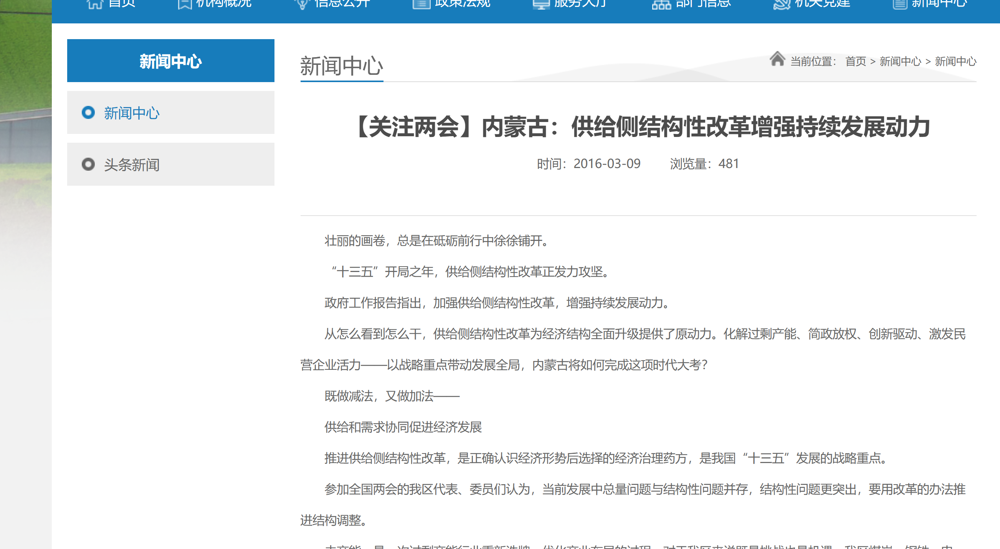 首页 机构概况 信息公开 政策法规 服务大厅 部门信息 机关党建 新闻中心
新闻中心
新闻中心
头条新闻
新闻中心
当前位置： 首页 > 新闻中心 > 新闻中心
【关注两会】内蒙古：供给侧结构性改革增强持续发展动力
时间：2016-03-09 浏览量：481
壮丽的画卷，总是在砥砺前行中徐徐铺开。
“十三五”开局之年，供给侧结构性改革正发力攻坚。
政府工作报告指出，加强供给侧结构性改革，增强持续发展动力。
从怎么看到怎么干，供给侧结构性改革为经济结构全面升级提供了原动力。化解过剩产能、简政放权、创新驱动、激发民
营企业活力——以战略重点带动发展全局，内蒙古将如何完成这项时代大考？
既做减法，又做加法——
供给和需求协同促进经济发展
推进供给侧结构性改革，是正确认识经济形势后选择的经济治理药方，是我国“十三五”发展的战略重点。
参加全国两会的我区代表、委员们认为，当前发展中总量问题与结构性问题并存，结构性问题更突出，要用改革的办法推
进结构调整。